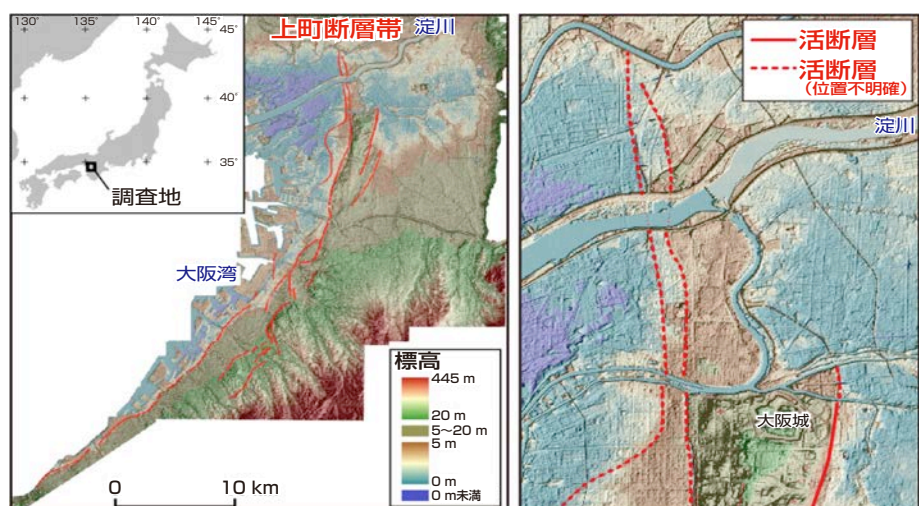 130° 135° 140° 145°
45°
40°
35°
調査地
上町断層帯
淀川
大阪湾
標高
445 m
20 m
5～20 m
5 m
0 m
0 m未満
0 10 km
活断層
活断層
(位置不明確)
淀川
大阪城